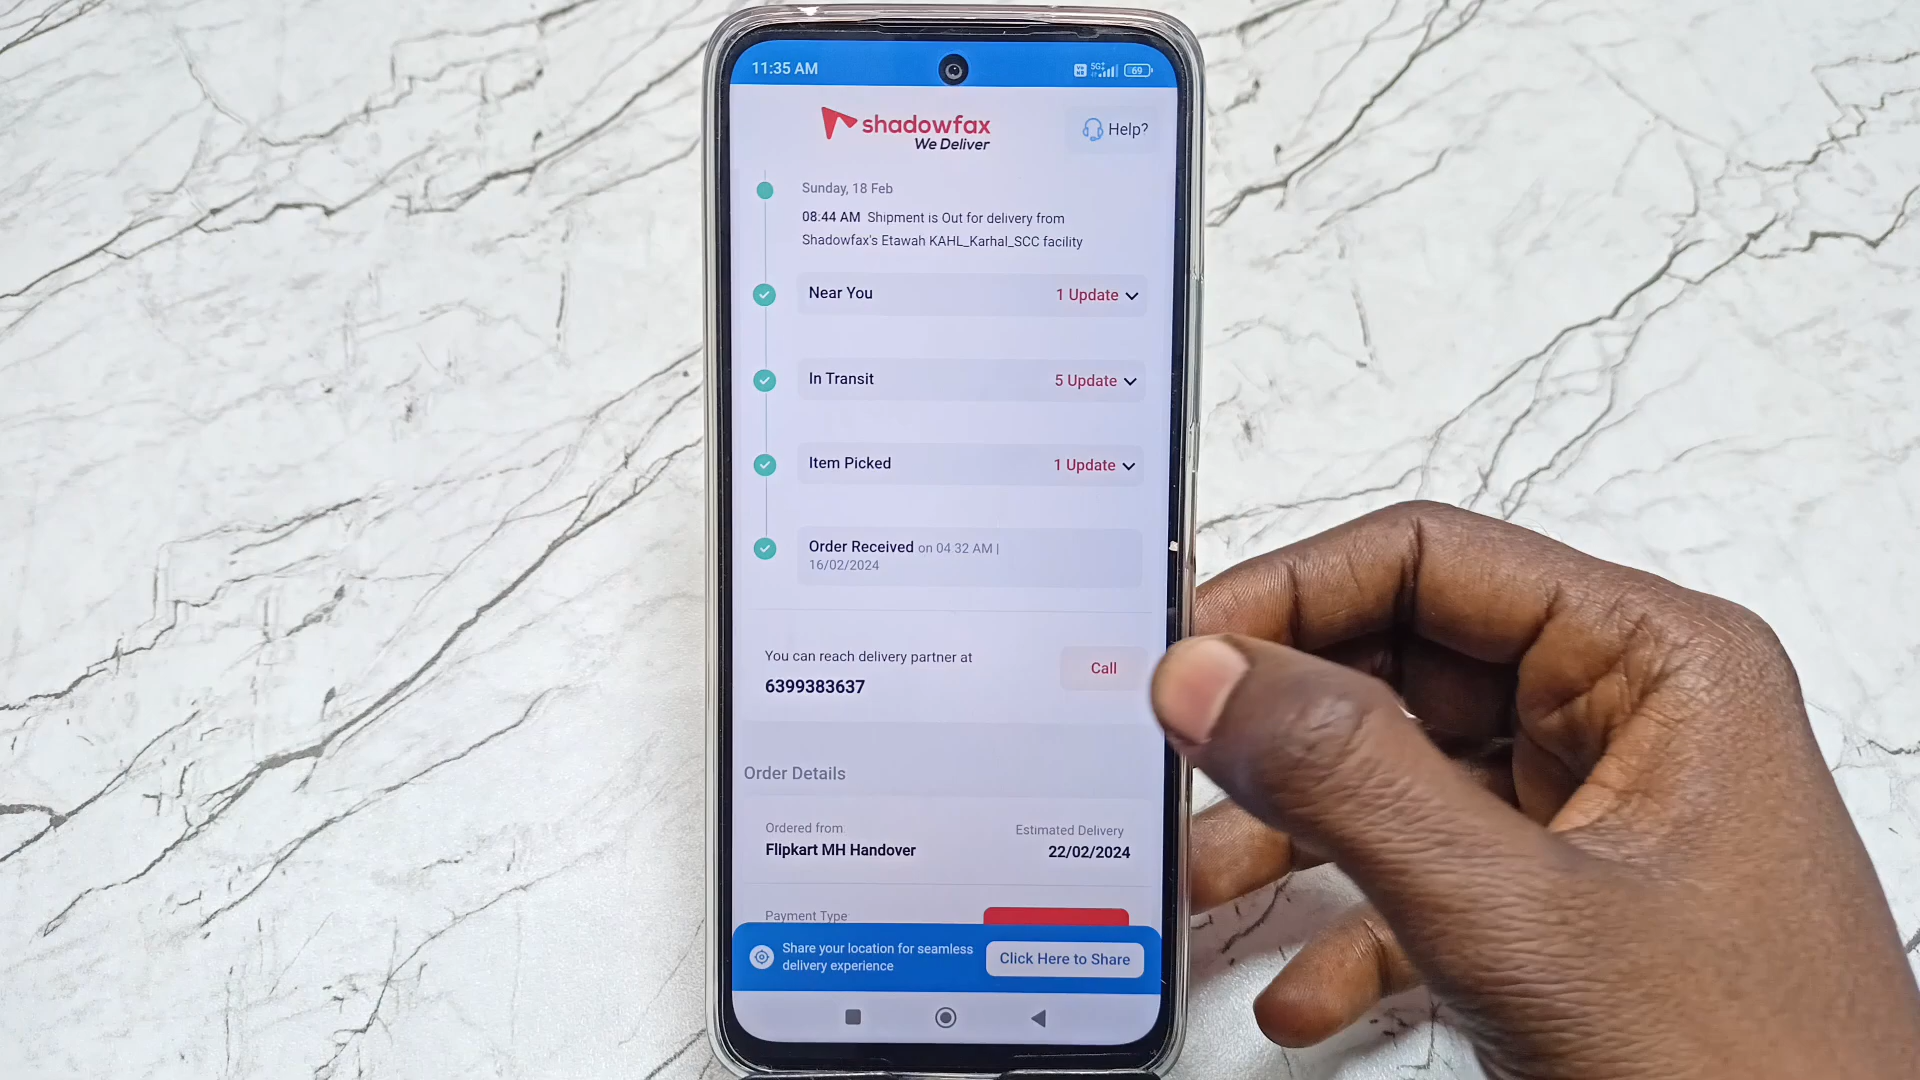 11:35 AM
5G
69
shadowfax
We Deliver
Help?
Sunday, 18 Feb
08:44 AM Shipment is Out for delivery from
Shadowfax's Etawah KAHL_Karhal_SCC facility
Near You
1 Update
In Transit
5 Update
Item Picked
1 Update
Order Received on 04 32 AM |
16/02/2024
You can reach delivery partner at
6399383637
Call
Order Details
Ordered from
Flipkart MH Handover
Estimated Delivery
22/02/2024
Payment Type
Share your location for seamless
delivery experience
Click Here to Share